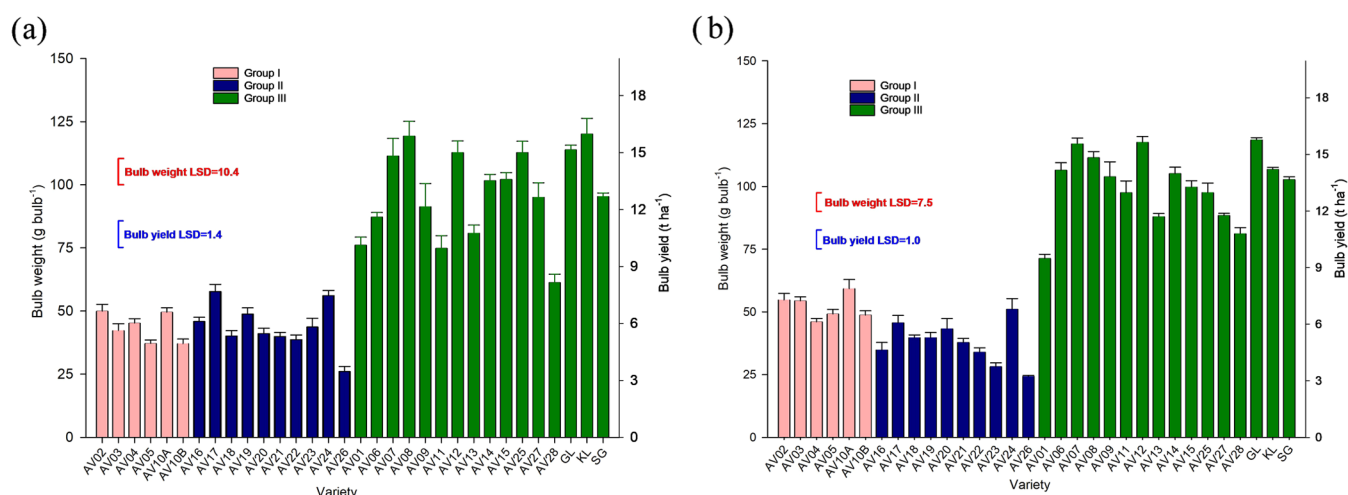 (a)
Bulb weight (g bulb⁻¹)
150
125
100
75
50
25
0
Group I
Group II
Group III
Bulb weight LSD=10.4
Bulb yield LSD=1.4
18
15
12
9
6
3
0
Bulb yield (t ha⁻¹)
AV02 AV03 AV04 AV05 AV10A AV10B AV16 AV17 AV18 AV19 AV20 AV21 AV22 AV23 AV24 AV26 AV01 AV06 AV07 AV08 AV09 AV11 AV12 AV13 AV14 AV15 AV25 AV27 AV28 GL KL SG
Variety
(b)
Bulb weight (g bulb⁻¹)
150
125
100
75
50
25
0
Group I
Group II
Group III
Bulb weight LSD=7.5
Bulb yield LSD=1.0
18
15
12
9
6
3
0
Bulb yield (t ha⁻¹)
AV02 AV03 AV04 AV05 AV10A AV10B AV16 AV17 AV18 AV19 AV20 AV21 AV22 AV23 AV24 AV26 AV01 AV06 AV07 AV08 AV09 AV11 AV12 AV13 AV14 AV15 AV25 AV27 AV28 GL KL SG
Variety